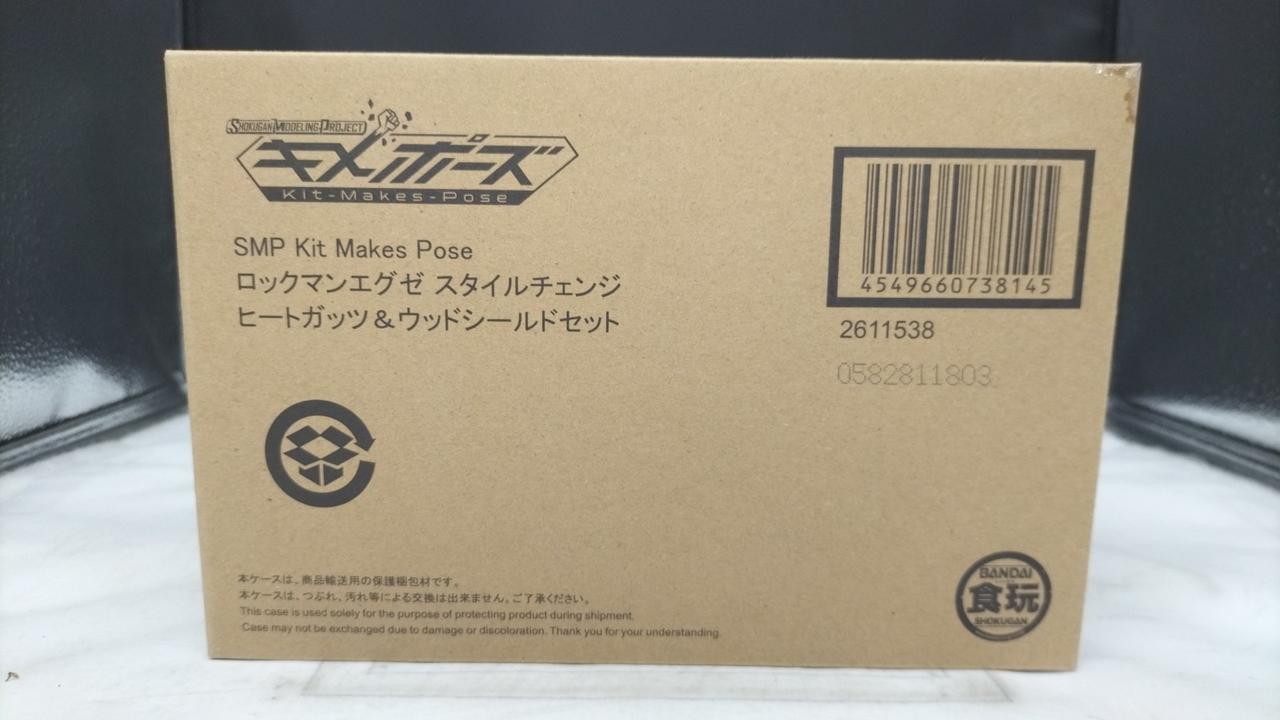 SHOKUGAN MODELING PROJECT
キメポーズ
Kit-Makes-Pose
SMP Kit Makes Pose
ロックマンエグゼ スタイルチェンジ
ヒートガッツ＆ウッドシールドセット
4549660738145
2611538
0582811803
本ケースは、商品輸送用の保護梱包材です。
本ケースは、つぶれ、汚れ等による交換は出来ません。ご了承ください。
This case is used solely for the purpose of protecting product during shipment.
Case may not be exchanged due to damage or discoloration. Thank you for your understanding.
BANDAI
食玩
SHOKUGAN